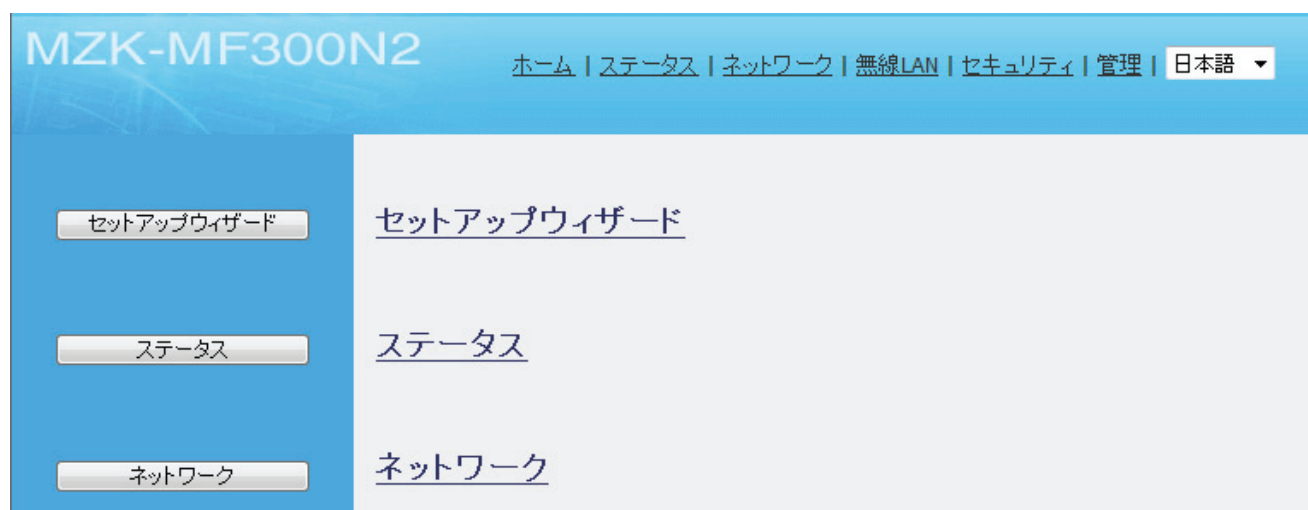 MZK-MF300N2
ホーム | ステータス | ネットワーク | 無線LAN | セキュリティ | 管理 | 日本語
セットアップウィザード セットアップウィザード
ステータス ステータス
ネットワーク ネットワーク